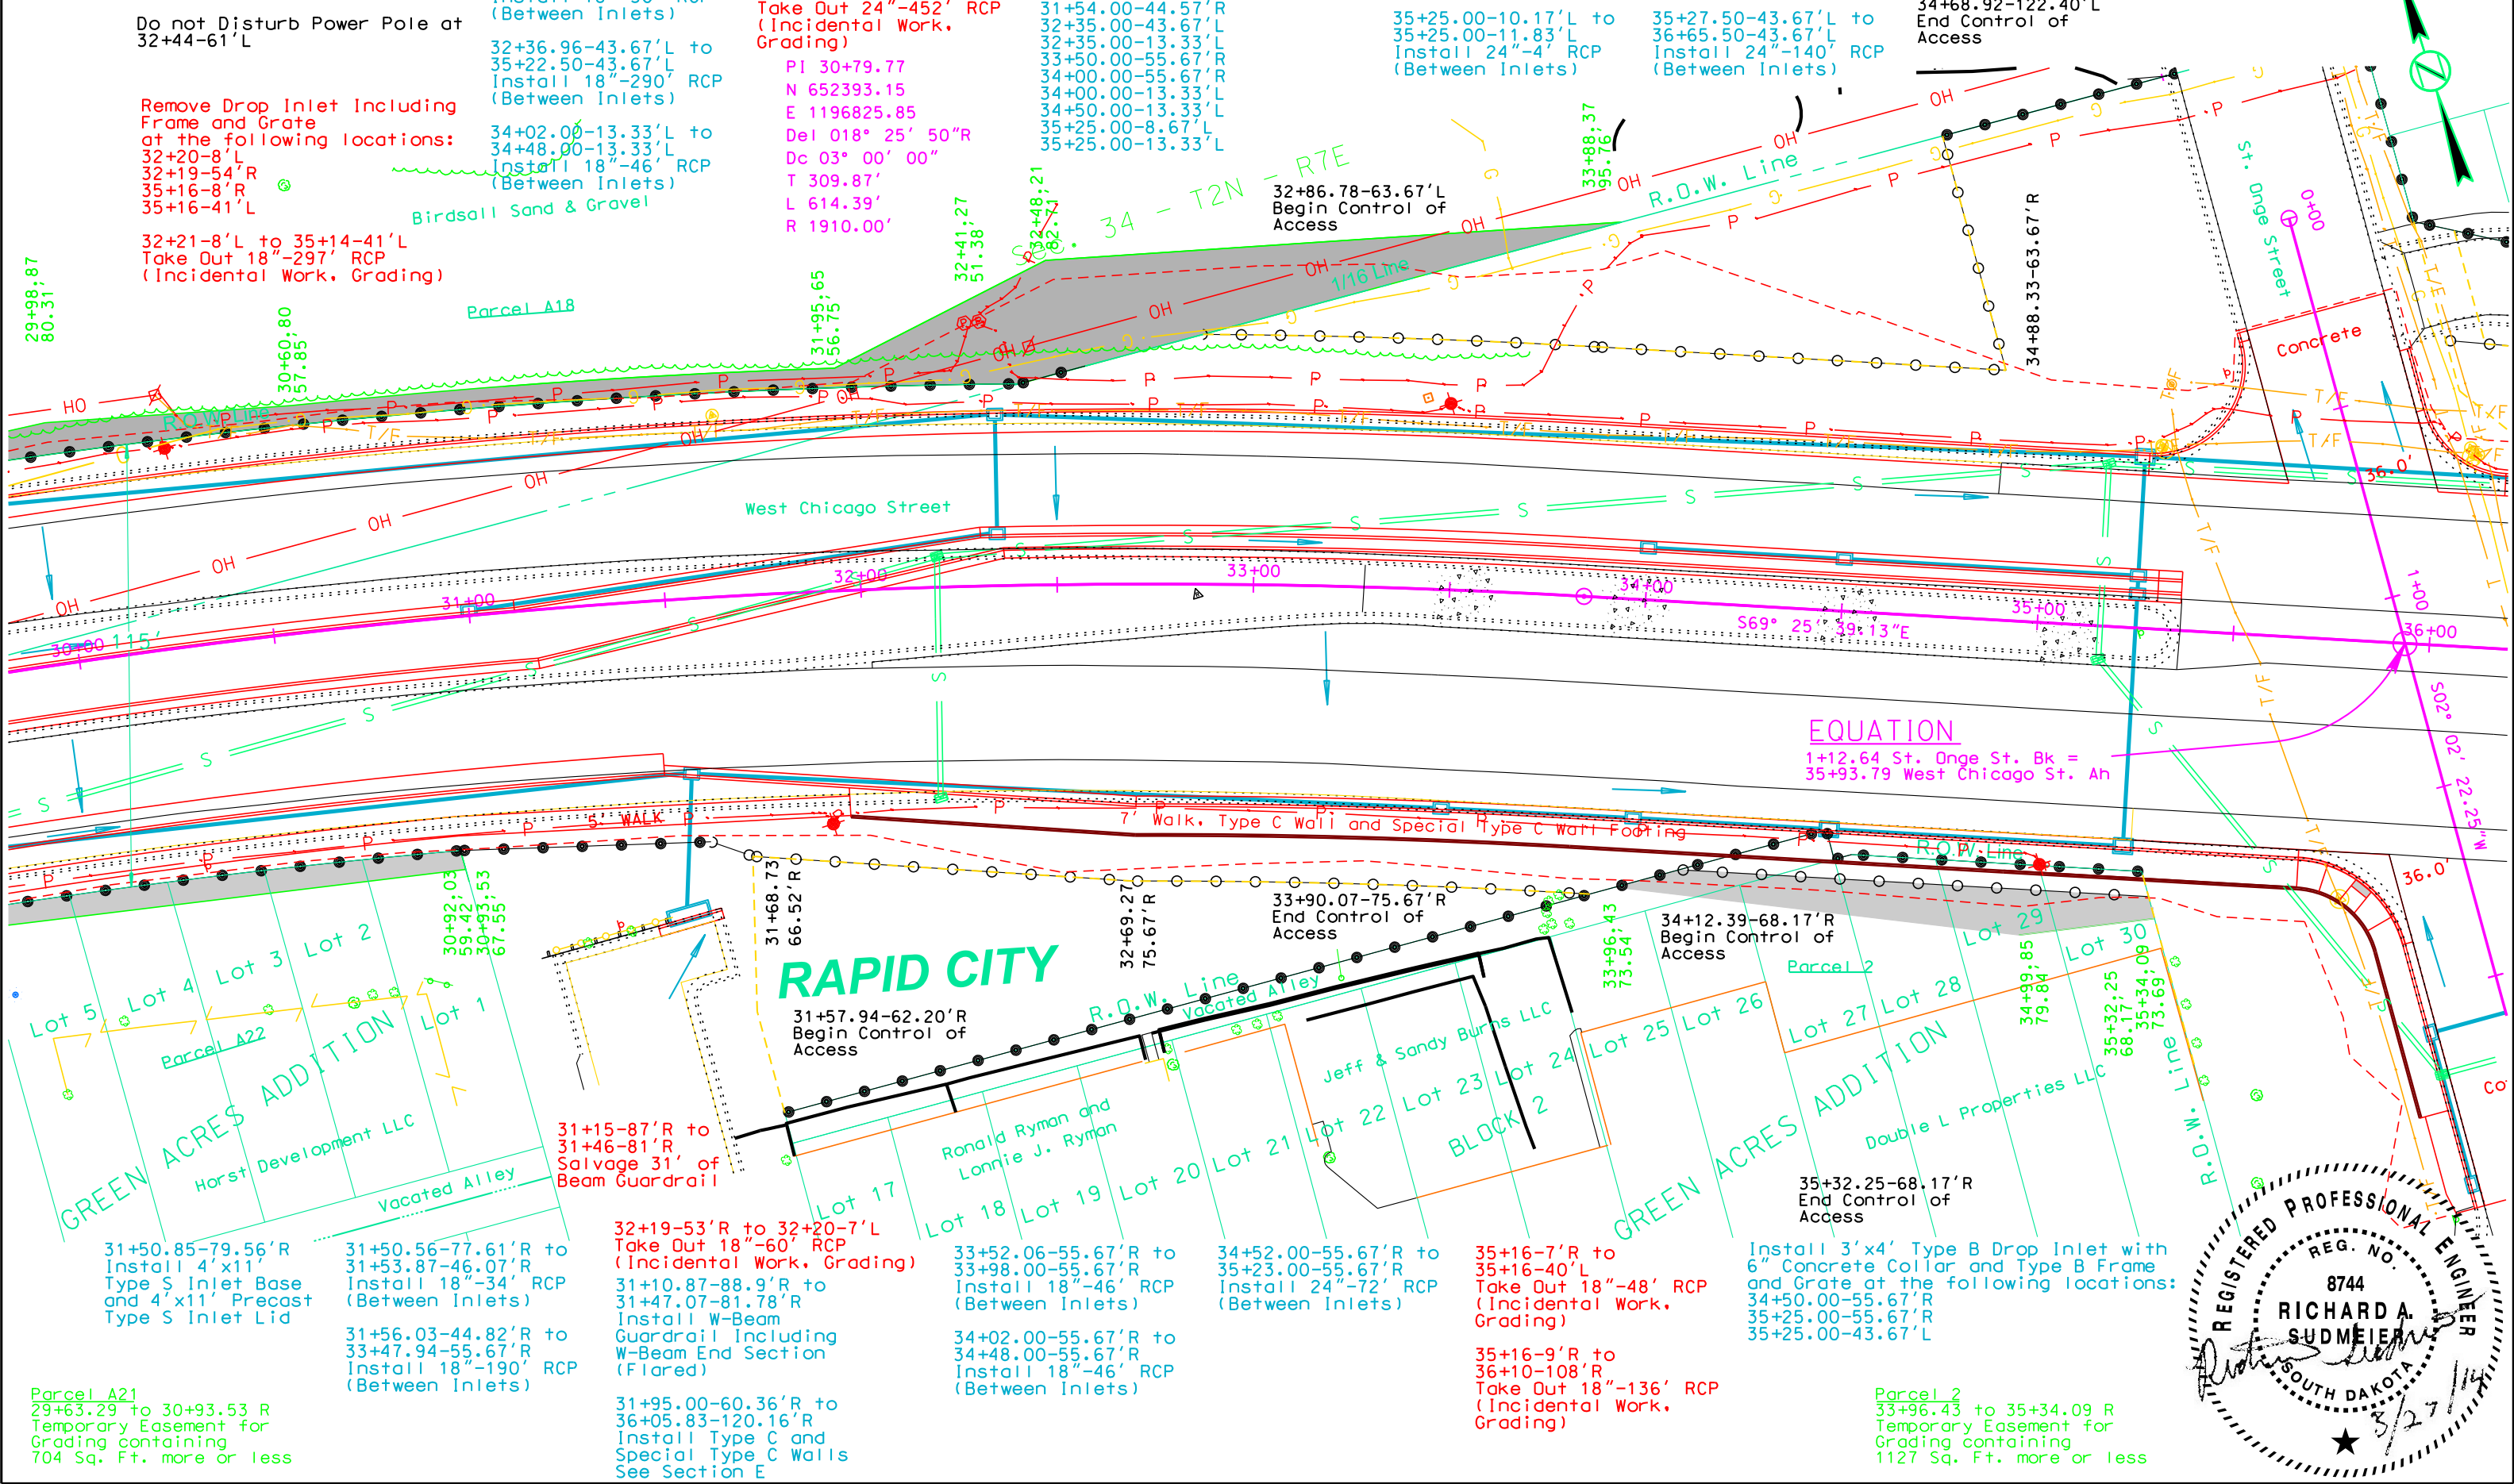 Do not Disturb Power Pole at
32+44-61'L
Remove Drop Inlet Including
Frame and Grate
at the following locations:
32+20-8'L
32+19-54'R
35+16-8'R
35+16-41'L
32+21-8'L to 35+14-41'L
Take Out 18"-297' RCP
(Incidental Work, Grading)
(Between Inlets)
32+36.96-43.67'L to
35+22.50-43.67'L
Install 18"-290' RCP
(Between Inlets)
34+02.00-13.33'L to
34+48.00-13.33'L
Install 18"-46' RCP
(Between Inlets)
Take Out 24"-452' RCP
(Incidental Work,
Grading)
PI 30+79.77
N 652393.15
E 1196825.85
Del 018° 25' 50"R
Dc 03° 00' 00"
T 309.87'
L 614.39'
R 1910.00'
31+54.00-44.57'R
32+35.00-43.67'L
32+35.00-13.33'L
33+50.00-55.67'R
34+00.00-55.67'R
34+00.00-13.33'L
34+50.00-13.33'L
35+25.00-8.67'L
35+25.00-13.33'L
35+25.00-10.17'L to
35+25.00-11.83'L
Install 24"-4' RCP
(Between Inlets)
35+27.50-43.67'L to
36+65.50-43.67'L
Install 24"-140' RCP
(Between Inlets)
34+68.92-122.40'L
End Control of
Access
Birdsall Sand & Gravel
Parcel A18
Sec. 34 - T2N - R7E
32+86.78-63.67'L
Begin Control of
Access
29+98.87
80.31'
30+60.80
57.85'
31+95.65
56.75'
32+41.27
51.38'
32+48.21
82.71'
33+88.37
95.76'
34+88.33-63.67'R
R.O.W. Line
1/16 Line
R.O.W. Line
St. Onge Street
0+00
Concrete
36.0'
West Chicago Street
30+00
31+00
32+00
33+00
34+00
35+00
36+00
1+00
115'
S69° 25' 39.13"E
S02° 02' 22.25"W
EQUATION
1+12.64 St. Onge St. Bk =
35+93.79 West Chicago St. Ah
5' WALK
7' Walk, Type C Wall and Special Type C Wall Footing
R.O.W. Line
36.0'
30+92.03
59.42'
30+93.53
67.55'
31+68.73
66.52'R
32+69.27
75.67'R
33+90.07-75.67'R
End Control of
Access
33+96.43
73.54'
34+12.39-68.17'R
Begin Control of
Access
Parcel 2
34+99.85
79.84'
35+32.25
68.17'
35+34.09
73.69'
RAPID CITY
31+57.94-62.20'R
Begin Control of
Access
R.O.W. Line
Vacated Alley
Lot 5
Lot 4
Lot 3
Lot 2
Lot 1
Parcel A22
GREEN ACRES ADDITION
Horst Development LLC
Vacated Alley
31+15-87'R to
31+46-81'R
Salvage 31' of
Beam Guardrail
Ronald Ryman and
Lonnie J. Ryman
Jeff & Sandy Burns LLC
BLOCK 2
Lot 17
Lot 18
Lot 19
Lot 20
Lot 21
Lot 22
Lot 23
Lot 24
Lot 25
Lot 26
Lot 27
Lot 28
Lot 29
Lot 30
GREEN ACRES ADDITION
Double L Properties LLC
R.O.W. Line
35+32.25-68.17'R
End Control of
Access
31+50.85-79.56'R
Install 4'x11'
Type S Inlet Base
and 4'x11' Precast
Type S Inlet Lid
31+50.56-77.61'R to
31+53.87-46.07'R
Install 18"-34' RCP
(Between Inlets)
31+56.03-44.82'R to
33+47.94-55.67'R
Install 18"-190' RCP
(Between Inlets)
32+19-53'R to 32+20-7'L
Take Out 18"-60' RCP
(Incidental Work, Grading)
31+10.87-88.9'R to
31+47.07-81.78'R
Install W-Beam
Guardrail Including
W-Beam End Section
(Flared)
31+95.00-60.36'R to
36+05.83-120.16'R
Install Type C and
Special Type C Walls
See Section E
33+52.06-55.67'R to
33+98.00-55.67'R
Install 18"-46' RCP
(Between Inlets)
34+02.00-55.67'R to
34+48.00-55.67'R
Install 18"-46' RCP
(Between Inlets)
34+52.00-55.67'R to
35+23.00-55.67'R
Install 24"-72' RCP
(Between Inlets)
35+16-7'R to
35+16-40'L
Take Out 18"-48' RCP
(Incidental Work,
Grading)
35+16-9'R to
36+10-108'R
Take Out 18"-136' RCP
(Incidental Work,
Grading)
Install 3'x4' Type B Drop Inlet with
6" Concrete Collar and Type B Frame
and Grate at the following locations:
34+50.00-55.67'R
35+25.00-55.67'R
35+25.00-43.67'L
Parcel A21
29+63.29 to 30+93.53 R
Temporary Easement for
Grading containing
704 Sq. Ft. more or less
Parcel 2
33+96.43 to 35+34.09 R
Temporary Easement for
Grading containing
1127 Sq. Ft. more or less
REGISTERED PROFESSIONAL ENGINEER
REG. NO.
8744
RICHARD A.
SUDMEIER
SOUTH DAKOTA
3/27/14